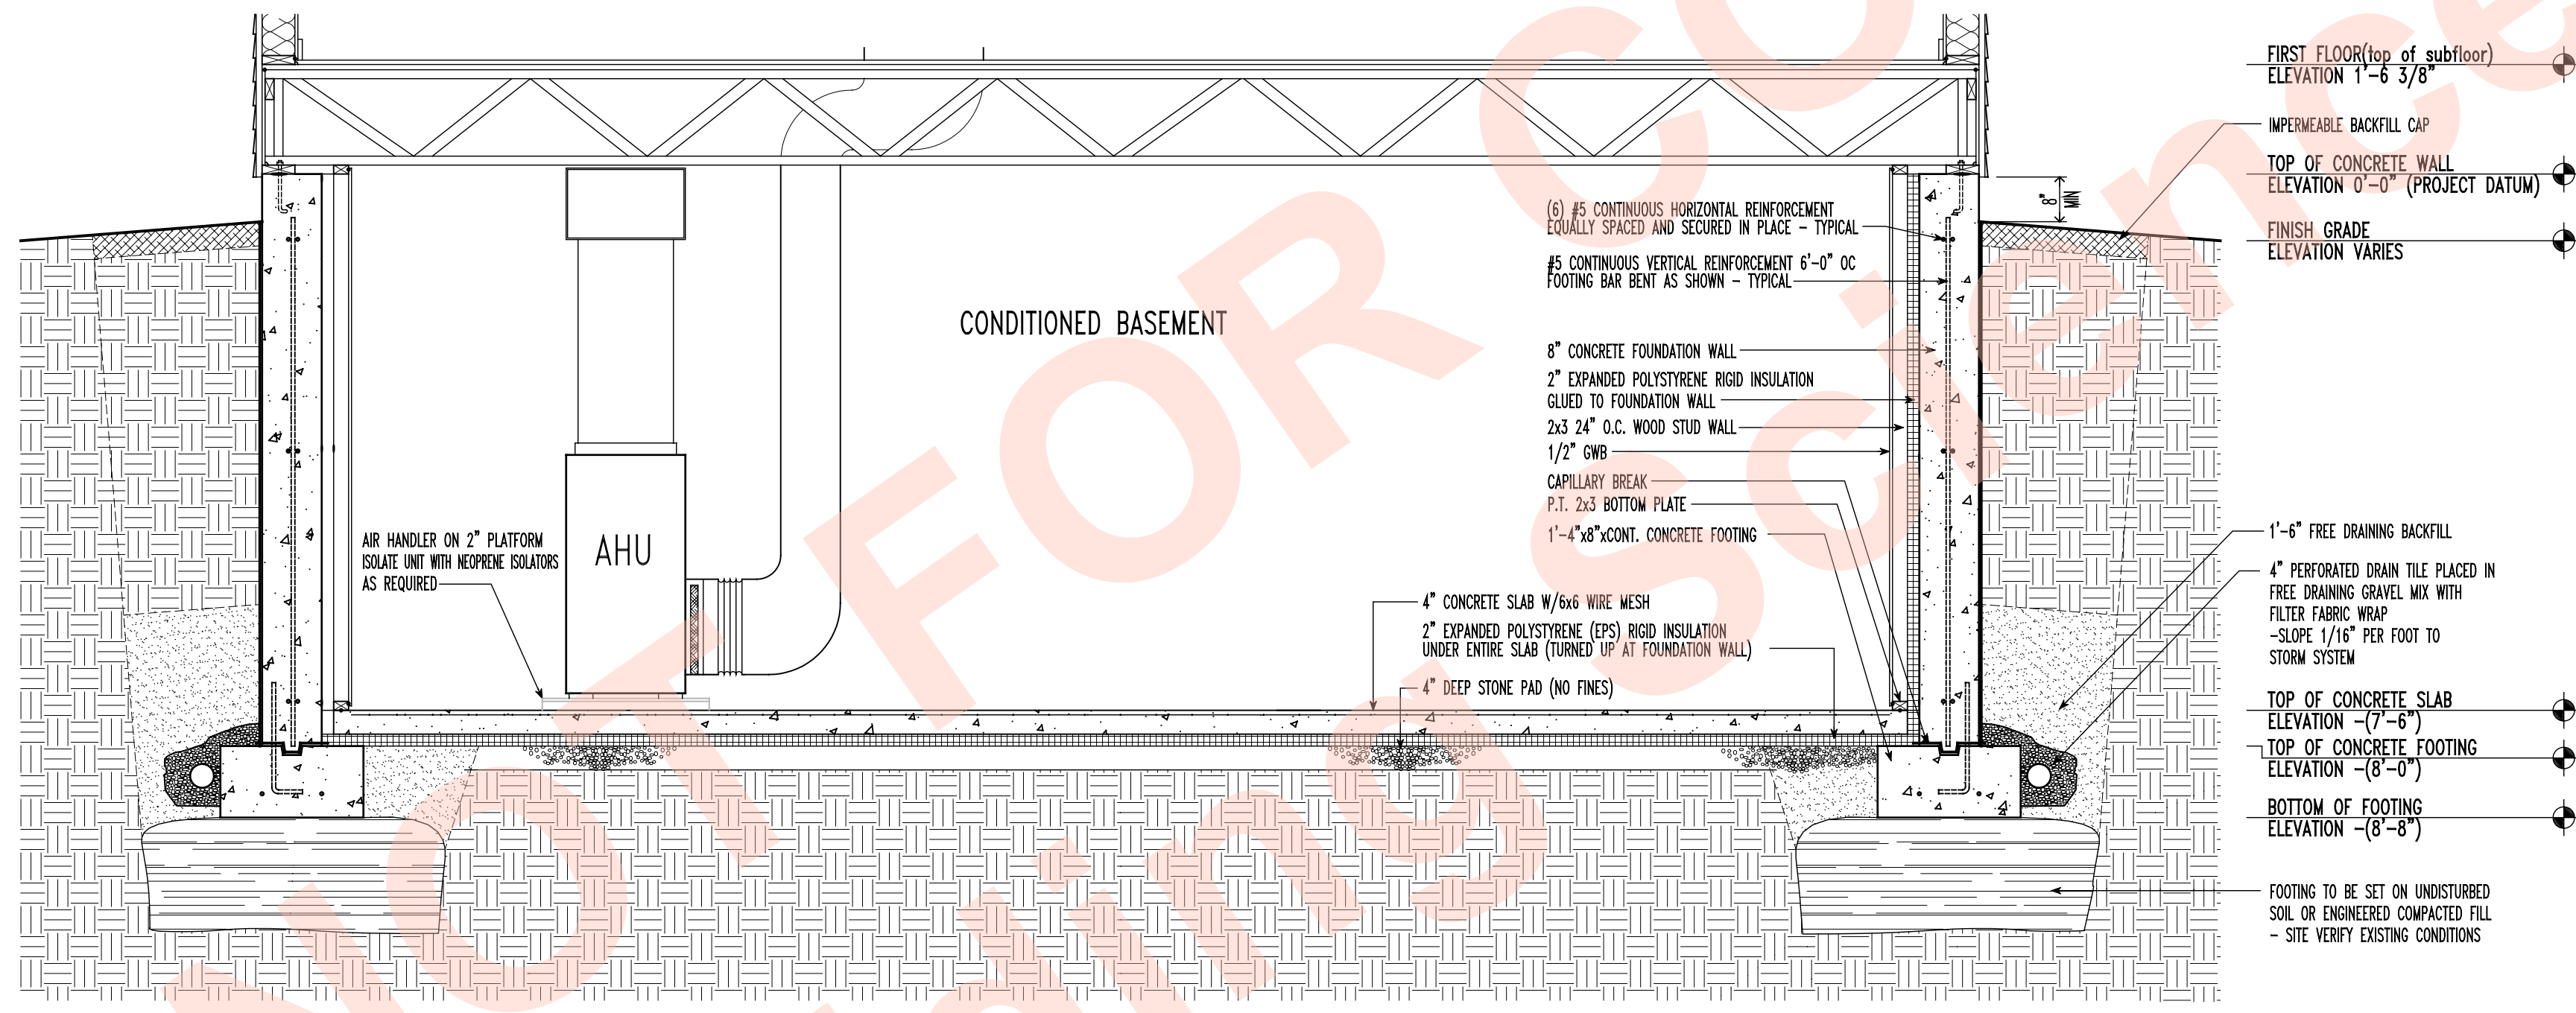 FIRST FLOOR(top of subfloor)
ELEVATION 1'-6 3/8"
IMPERMEABLE BACKFILL CAP
TOP OF CONCRETE WALL
ELEVATION 0'-0" (PROJECT DATUM)
8"
MIN
FINISH GRADE
ELEVATION VARIES
(6) #5 CONTINUOUS HORIZONTAL REINFORCEMENT
EQUALLY SPACED AND SECURED IN PLACE - TYPICAL
#5 CONTINUOUS VERTICAL REINFORCEMENT 6'-0" OC
FOOTING BAR BENT AS SHOWN - TYPICAL
CONDITIONED BASEMENT
8" CONCRETE FOUNDATION WALL
2" EXPANDED POLYSTYRENE RIGID INSULATION
GLUED TO FOUNDATION WALL
2x3 24" O.C. WOOD STUD WALL
1/2" GWB
CAPILLARY BREAK
P.T. 2x3 BOTTOM PLATE
1'-4"x8"xCONT. CONCRETE FOOTING
AIR HANDLER ON 2" PLATFORM
ISOLATE UNIT WITH NEOPRENE ISOLATORS
AS REQUIRED
AHU
4" CONCRETE SLAB W/6x6 WIRE MESH
2" EXPANDED POLYSTYRENE (EPS) RIGID INSULATION
UNDER ENTIRE SLAB (TURNED UP AT FOUNDATION WALL)
4" DEEP STONE PAD (NO FINES)
1'-6" FREE DRAINING BACKFILL
4" PERFORATED DRAIN TILE PLACED IN
FREE DRAINING GRAVEL MIX WITH
FILTER FABRIC WRAP
-SLOPE 1/16" PER FOOT TO
STORM SYSTEM
TOP OF CONCRETE SLAB
ELEVATION -(7'-6")
TOP OF CONCRETE FOOTING
ELEVATION -(8'-0")
BOTTOM OF FOOTING
ELEVATION -(8'-8")
FOOTING TO BE SET ON UNDISTURBED
SOIL OR ENGINEERED COMPACTED FILL
- SITE VERIFY EXISTING CONDITIONS
NOT FOR CO
ding Science